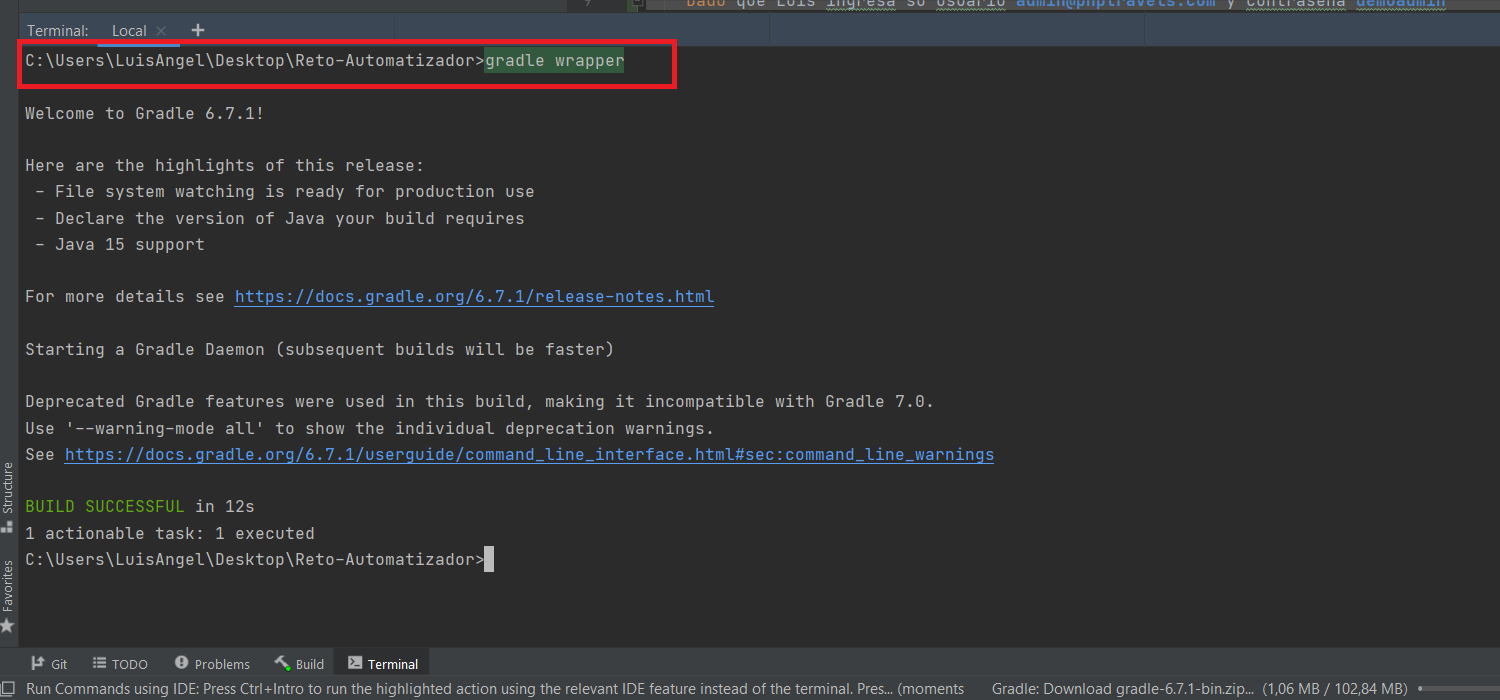 Dado que Luis ingresa su usuario admin@phptravels.com y contraseña demoadmin
Terminal: Local × +
C:\Users\LuisAngel\Desktop\Reto-Automatizador>gradle wrapper
Welcome to Gradle 6.7.1!
Here are the highlights of this release:
- File system watching is ready for production use
- Declare the version of Java your build requires
- Java 15 support
For more details see https://docs.gradle.org/6.7.1/release-notes.html
Starting a Gradle Daemon (subsequent builds will be faster)
Deprecated Gradle features were used in this build, making it incompatible with Gradle 7.0.
Use '--warning-mode all' to show the individual deprecation warnings.
See https://docs.gradle.org/6.7.1/userguide/command_line_interface.html#sec:command_line_warnings
BUILD SUCCESSFUL in 12s
1 actionable task: 1 executed
C:\Users\LuisAngel\Desktop\Reto-Automatizador>
Structure
Favorites
Git TODO Problems Build Terminal
Run Commands using IDE: Press Ctrl+Intro to run the highlighted action using the relevant IDE feature instead of the terminal. Pres... (moments Gradle: Download gradle-6.7.1-bin.zip... (1,06 MB / 102,84 MB)